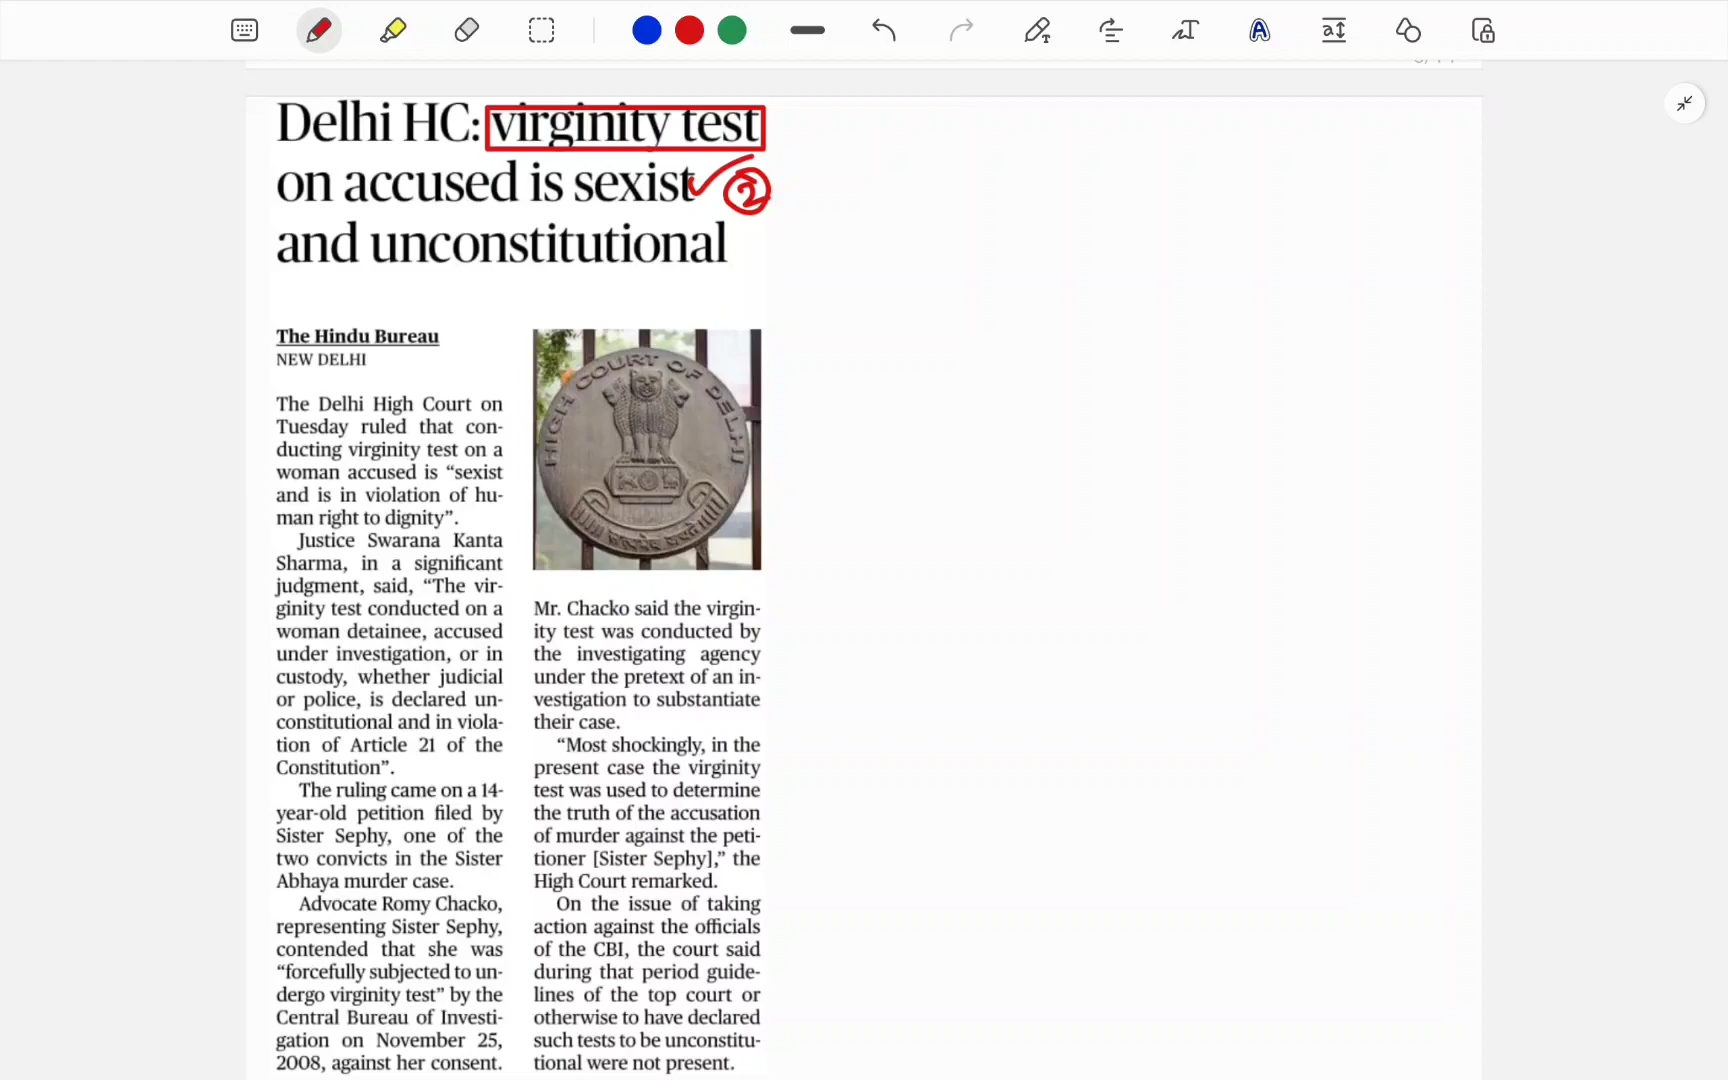 Delhi HC: virginity test
on accused is sexist
②
and unconstitutional
The Hindu Bureau
NEW DELHI
The Delhi High Court on
Tuesday ruled that con-
ducting virginity test on a
woman accused is “sexist
and is in violation of hu-
man right to dignity”.
Justice Swarana Kanta
Sharma, in a significant
judgment, said, “The vir-
ginity test conducted on a
woman detainee, accused
under investigation, or in
custody, whether judicial
or police, is declared un-
constitutional and in viola-
tion of Article 21 of the
Constitution”.
The ruling came on a 14-
year-old petition filed by
Sister Sephy, one of the
two convicts in the Sister
Abhaya murder case.
Advocate Romy Chacko,
representing Sister Sephy,
contended that she was
“forcefully subjected to un-
dergo virginity test” by the
Central Bureau of Investi-
gation on November 25,
2008, against her consent.
HIGH COURT OF DELHI
सत्यमेव जयते
Mr. Chacko said the virgin-
ity test was conducted by
the investigating agency
under the pretext of an in-
vestigation to substantiate
their case.
“Most shockingly, in the
present case the virginity
test was used to determine
the truth of the accusation
of murder against the peti-
tioner [Sister Sephy],” the
High Court remarked.
On the issue of taking
action against the officials
of the CBI, the court said
during that period guide-
lines of the top court or
otherwise to have declared
such tests to be unconstitu-
tional were not present.